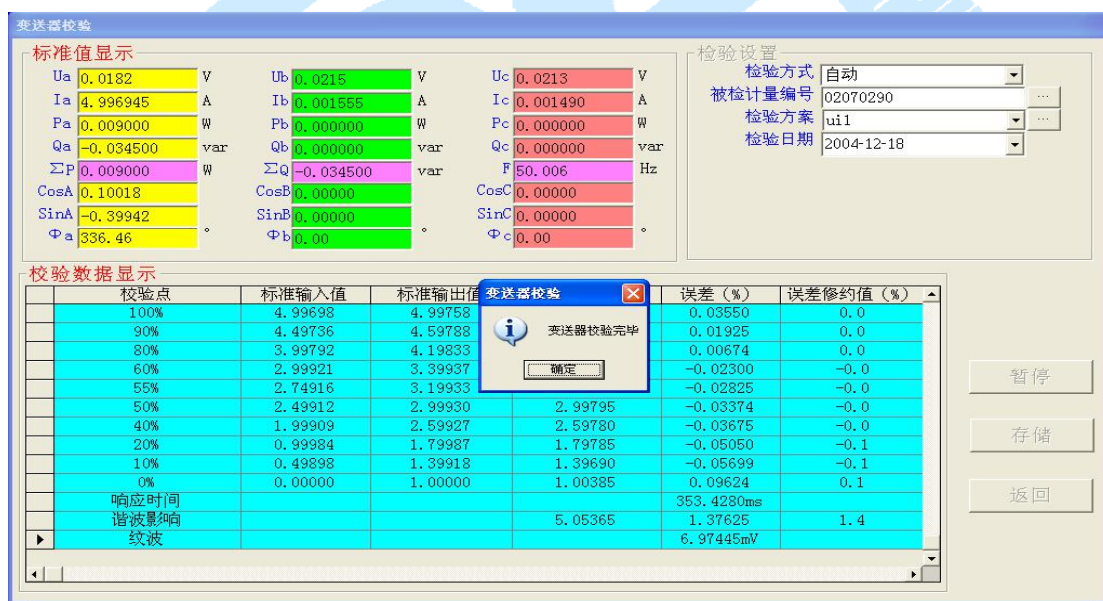 变送器校验
标准值显示
检验设置
Ua 0.0182 V Ub 0.0215 V Uc 0.0213 V
Ia 4.996945 A Ib 0.001555 A Ic 0.001490 A
Pa 0.009000 W Pb 0.000000 W Pc 0.000000 W
Qa -0.034500 var Qb 0.000000 var Qc 0.000000 var
ΣP 0.009000 W ΣQ -0.034500 var F 50.006 Hz
CosA 0.10018 CosB 0.00000 CosC 0.00000
SinA -0.39942 SinB 0.00000 SinC 0.00000
Φa 336.46 ° Φb 0.00 ° Φc 0.00 °
检验方式 自动
被检计量编号 02070290 ...
检验方案 ui1 ...
检验日期 2004-12-18
校验数据显示
校验点 标准输入值 标准输出值 误差（%） 误差修约值（%）
100% 4.99698 4.99758 0.03550 0.0
90% 4.49736 4.59788 0.01925 0.0
80% 3.99792 4.19833 0.00674 0.0
60% 2.99921 3.39937 -0.02300 -0.0
55% 2.74916 3.19933 -0.02825 -0.0
50% 2.49912 2.99930 2.99795 -0.03374 -0.0
40% 1.99909 2.59927 2.59780 -0.03675 -0.0
20% 0.99984 1.79987 1.79785 -0.05050 -0.1
10% 0.49898 1.39918 1.39690 -0.05699 -0.1
0% 0.00000 1.00000 1.00385 0.09624 0.1
响应时间 353.4280ms
谐波影响 5.05365 1.37625 1.4
纹波 6.97445mV
变送器校验
变送器校验完毕
确定
暂停
存储
返回